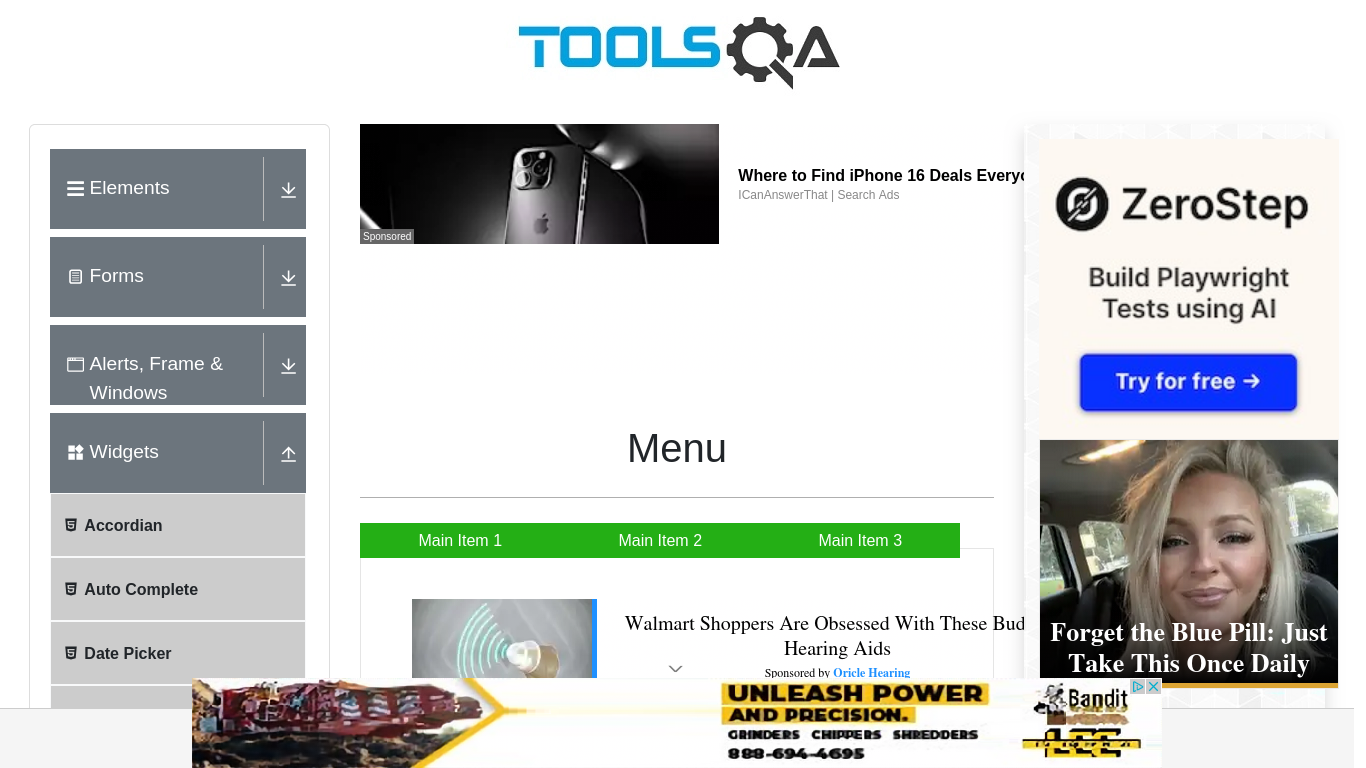 TOOLSQA
Elements
Forms
Alerts, Frame &
Windows
Widgets
Accordian
Auto Complete
Date Picker
Sponsored
Where to Find iPhone 16 Deals Everyo
ICanAnswerThat | Search Ads
Menu
Main Item 1
Main Item 2
Main Item 3
Walmart Shoppers Are Obsessed With These Bud
Hearing Aids
Sponsored by Oricle Hearing
ZeroStep
Build Playwright
Tests using AI
Try for free →
Forget the Blue Pill: Just
Take This Once Daily
UNLEASH POWER
AND PRECISION.
GRINDERS CHIPPERS SHREDDERS
888-694-4695
Bandit